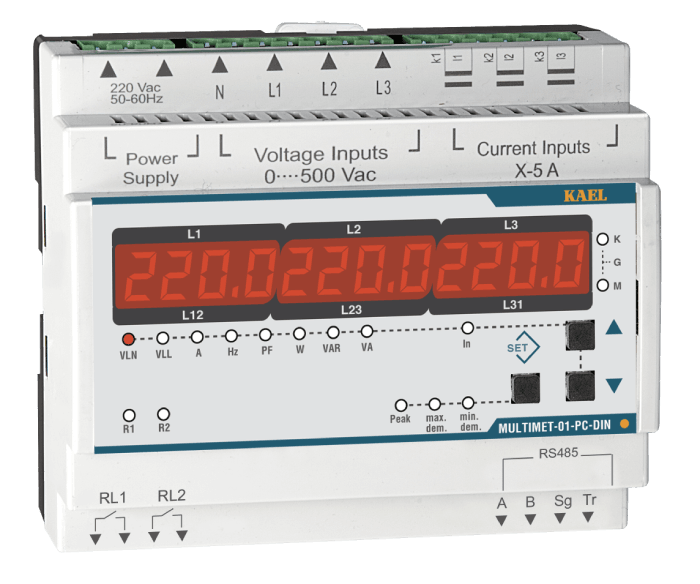 K1 I1 K2 I2 K3 I3
220 Vac
50-60Hz
N L1 L2 L3
Power
Supply
Voltage Inputs
0····500 Vac
Current Inputs
X-5 A
KAEL
L1 L2 L3
220.0 220.0 220.0
K
G
M
L12 L23 L31
VLN VLL A Hz PF W VAR VA In
SET
R1 R2
Peak max. dem. min. dem.
MULTIMET-01-PC-DIN
RS485
RL1 RL2
A B Sg Tr